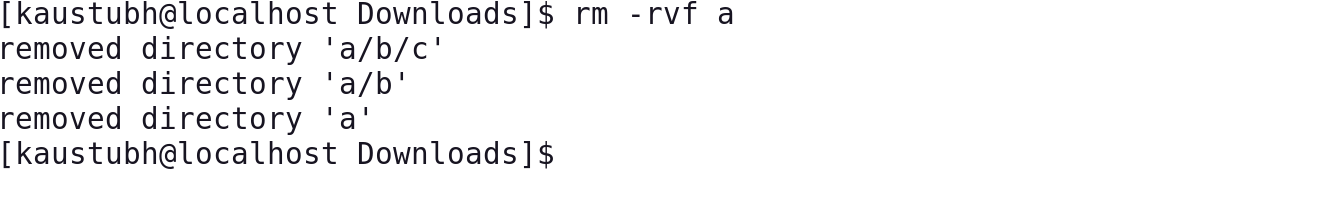 [kaustubh@localhost Downloads]$ rm -rvf a
removed directory 'a/b/c'
removed directory 'a/b'
removed directory 'a'
[kaustubh@localhost Downloads]$